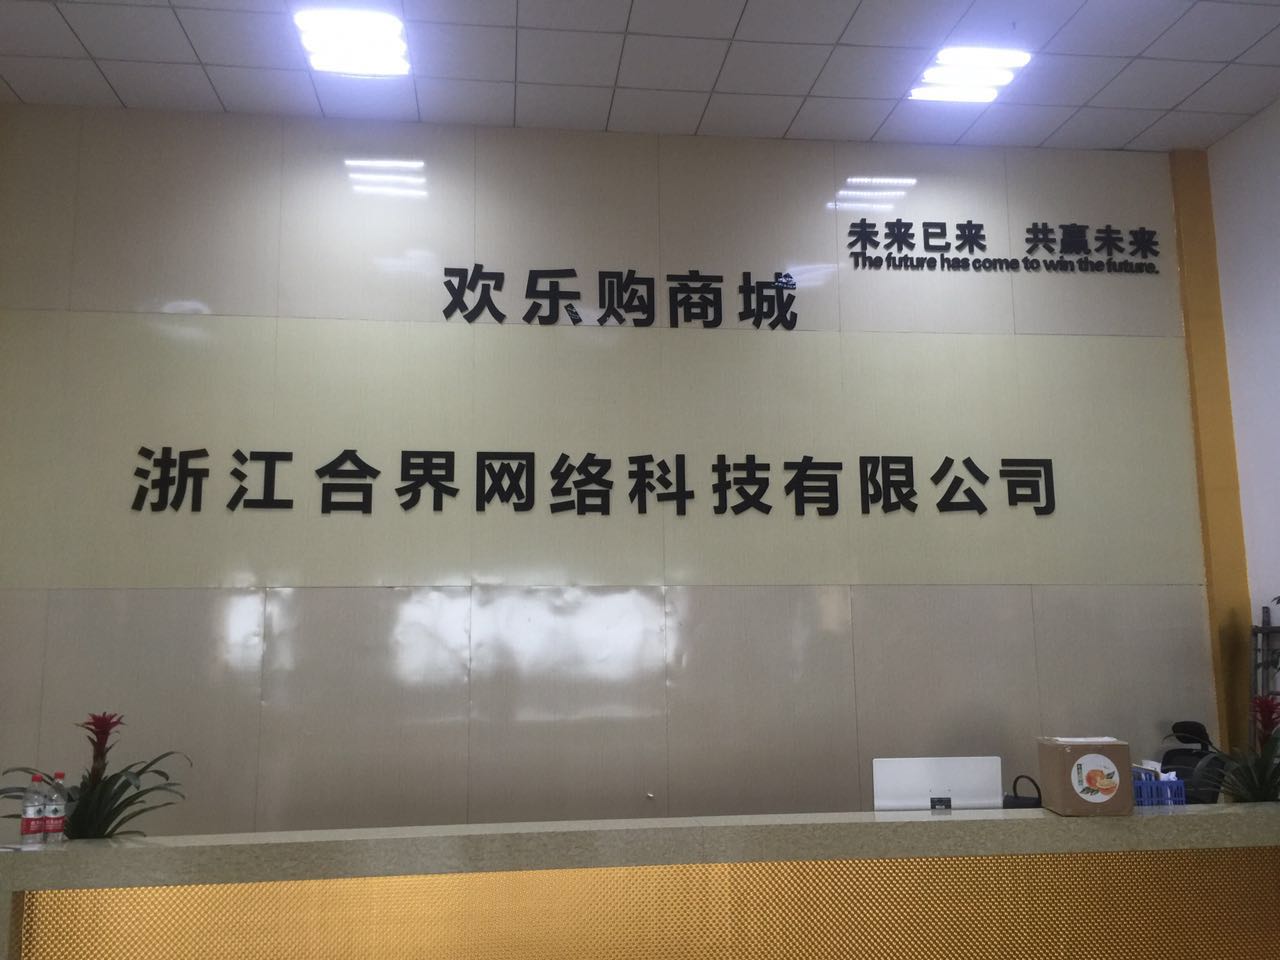 未来已来 共赢未来
The future has come to win the future.
欢乐购商城
浙江合界网络科技有限公司